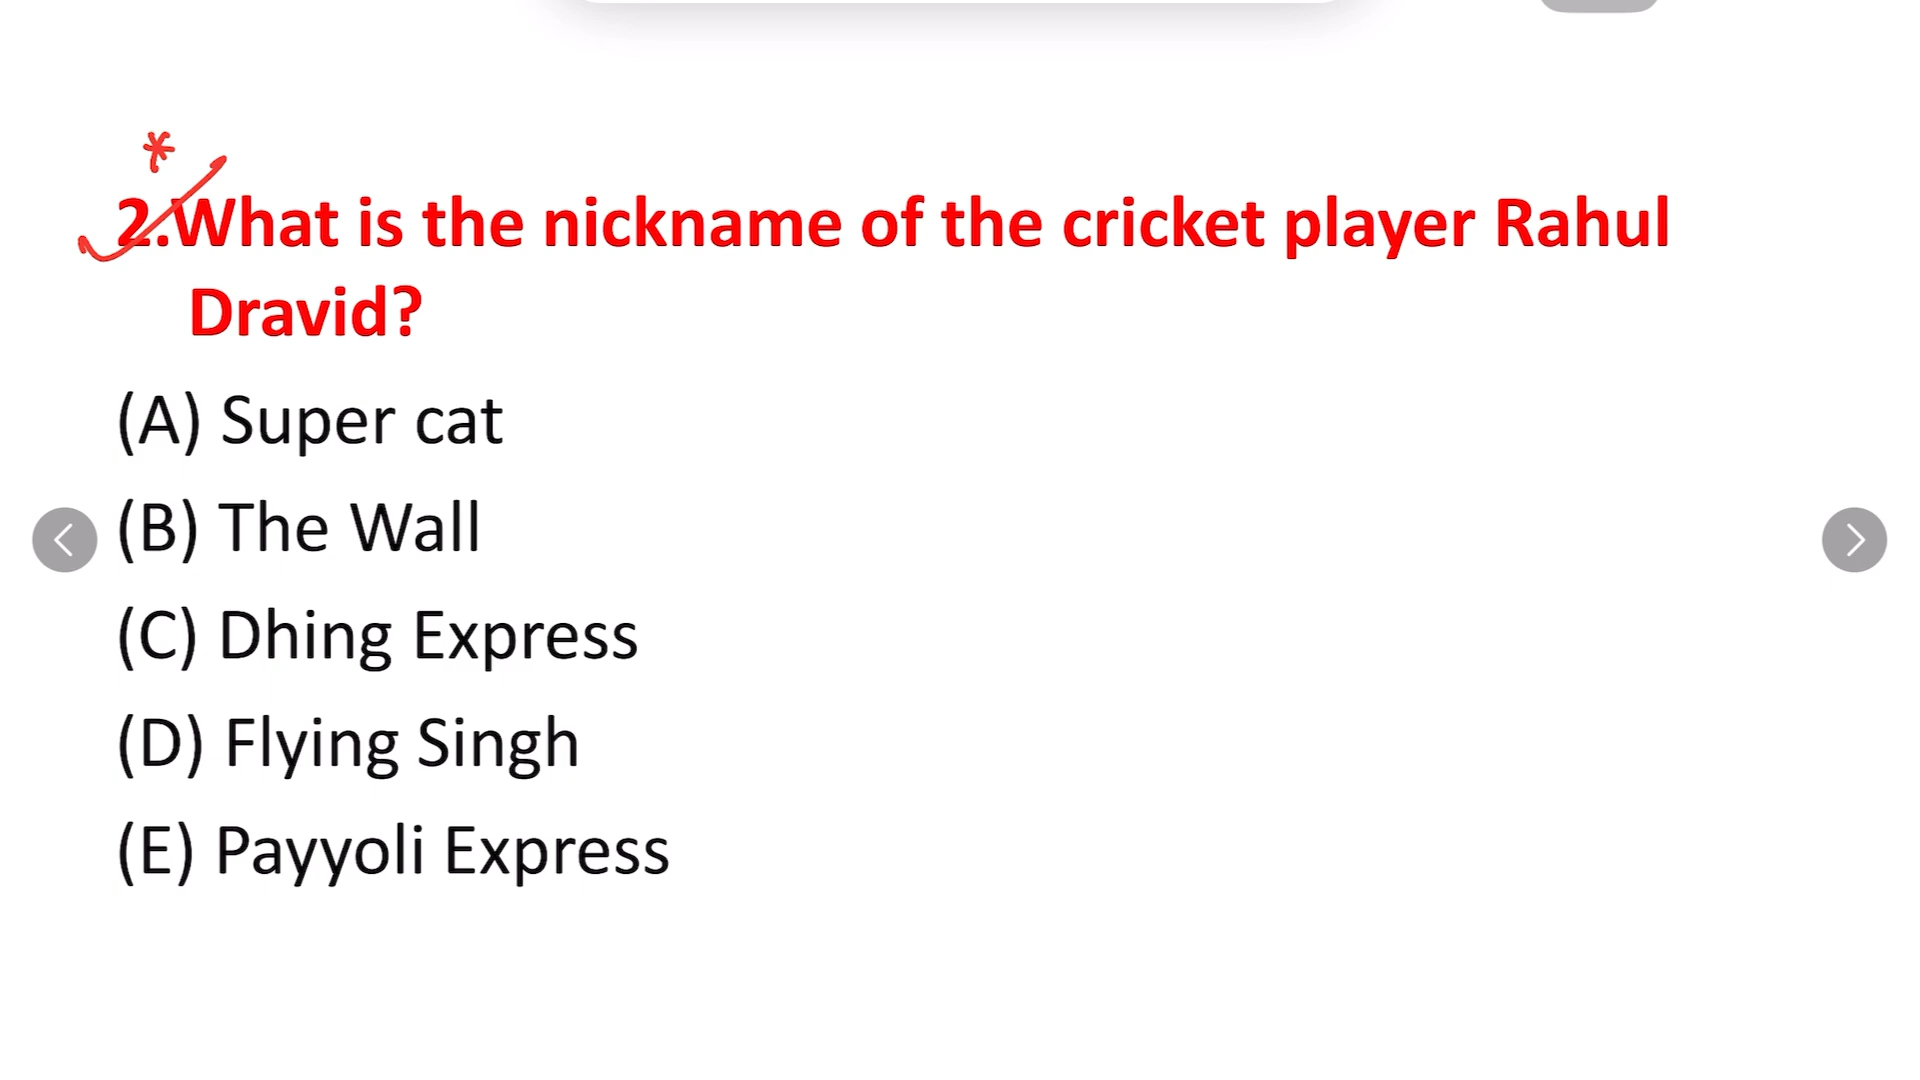 *
2.What is the nickname of the cricket player Rahul
Dravid?
(A) Super cat
(B) The Wall
(C) Dhing Express
(D) Flying Singh
(E) Payyoli Express